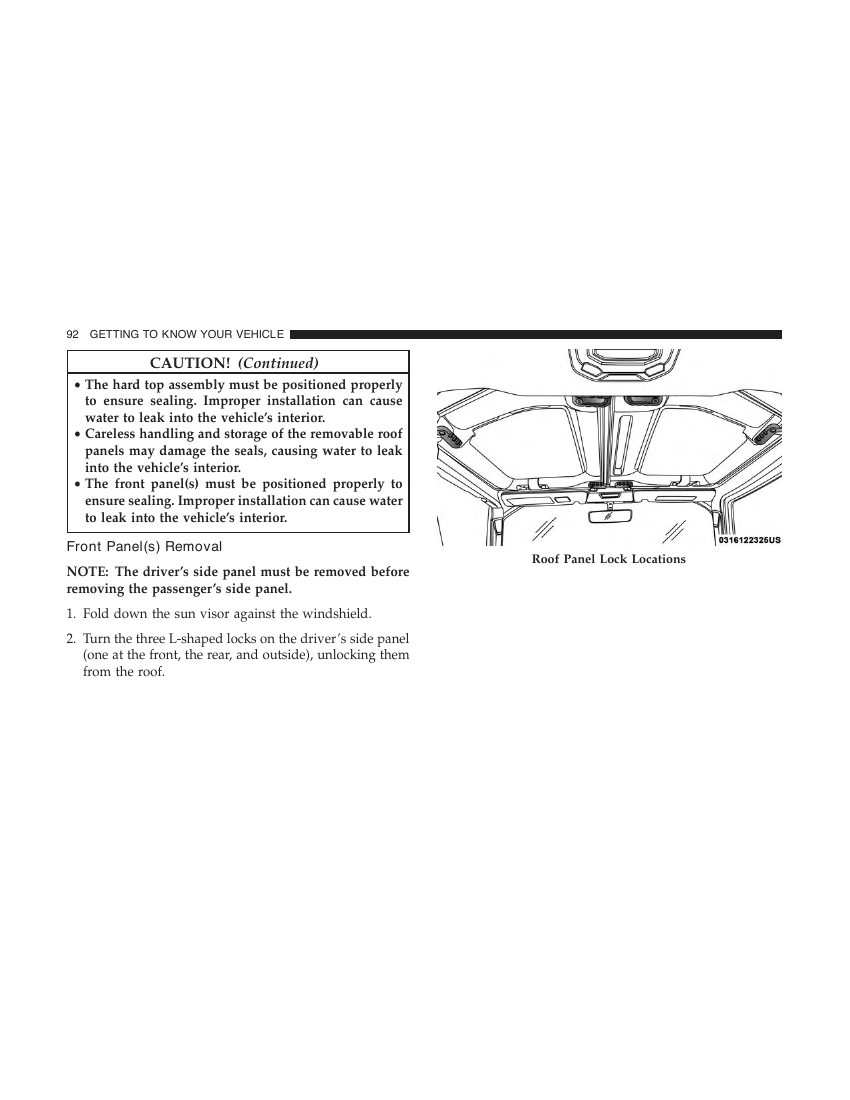 92 GETTING TO KNOW YOUR VEHICLE
CAUTION! (Continued)
• The hard top assembly must be positioned properly
to ensure sealing. Improper installation can cause
water to leak into the vehicle’s interior.
• Careless handling and storage of the removable roof
panels may damage the seals, causing water to leak
into the vehicle’s interior.
• The front panel(s) must be positioned properly to
ensure sealing. Improper installation can cause water
to leak into the vehicle’s interior.
Front Panel(s) Removal
NOTE: The driver’s side panel must be removed before
removing the passenger’s side panel.
1. Fold down the sun visor against the windshield.
2. Turn the three L-shaped locks on the driver’s side panel
(one at the front, the rear, and outside), unlocking them
from the roof.
0316122325US
Roof Panel Lock Locations